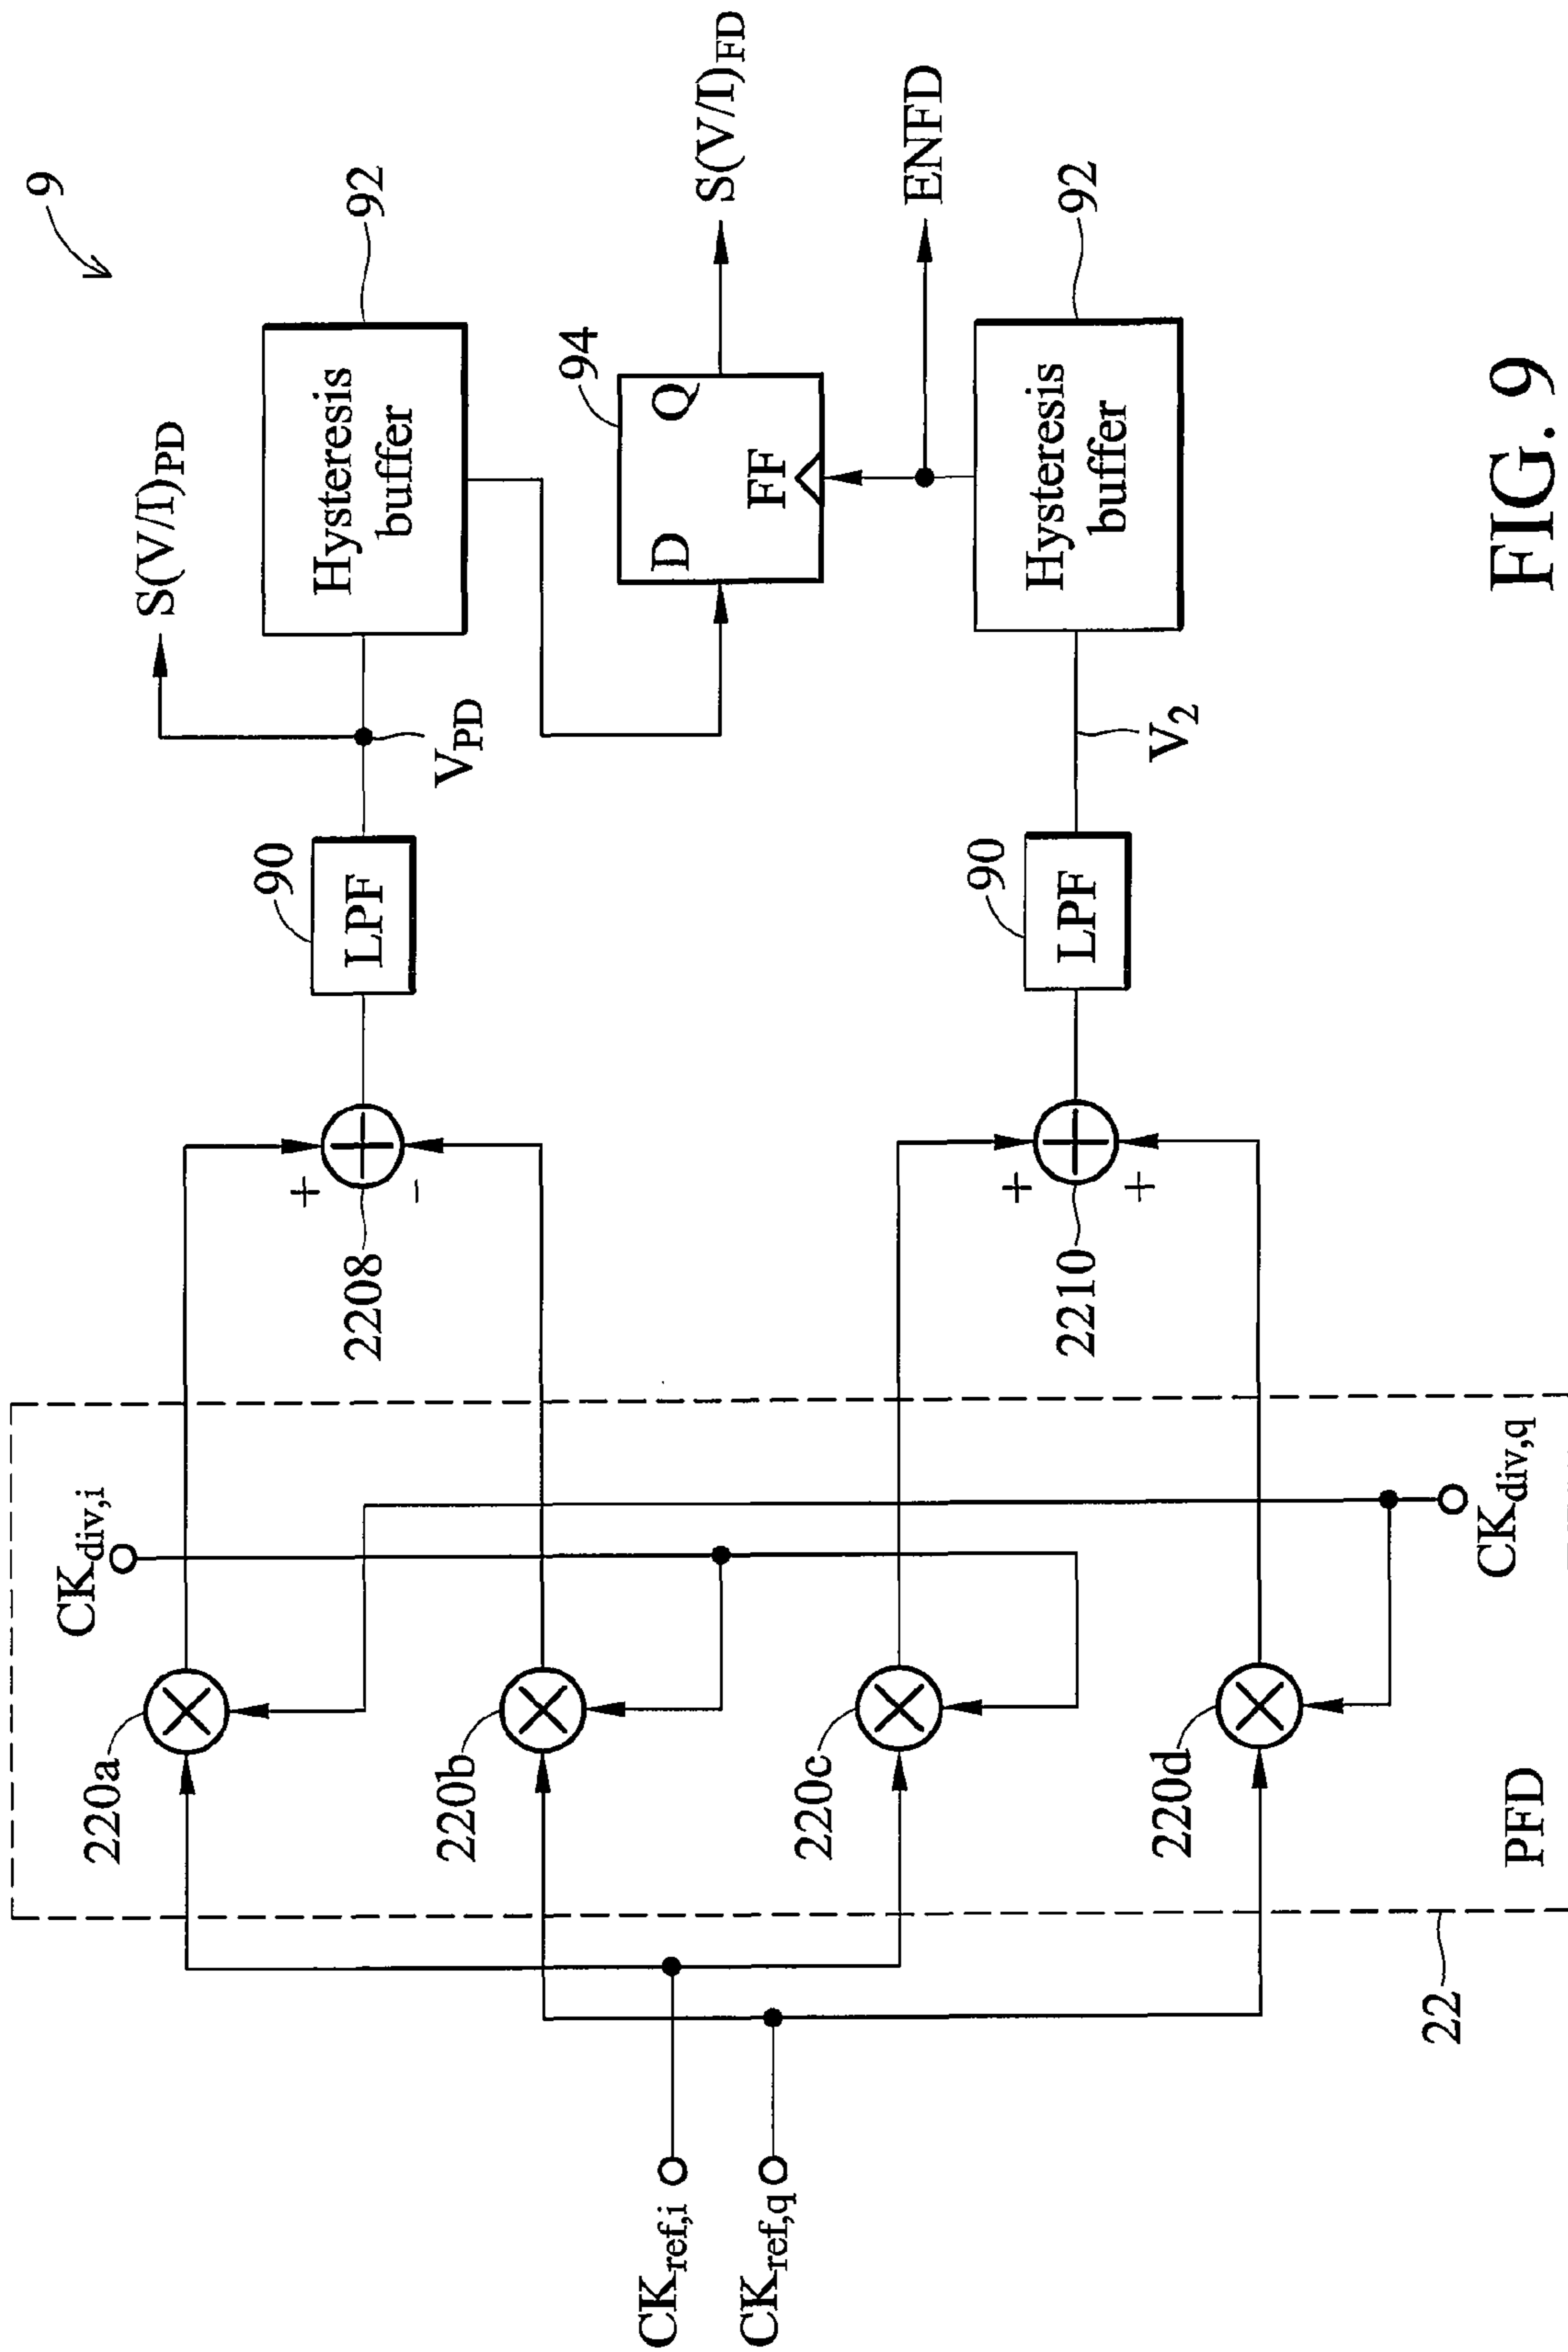 9
S(V/I)PD
VPD
90
LPF
Hysteresis
buffer
92
2208
+
-
CKdiv,i
220a
220b
220c
220d
CKref,i
CKref,q
22
PFD
CKdiv,q
2210
+
+
90
LPF
V2
Hysteresis
buffer
92
94
D
Q
FF
S(V/I)FD
ENFD
FIG. 9